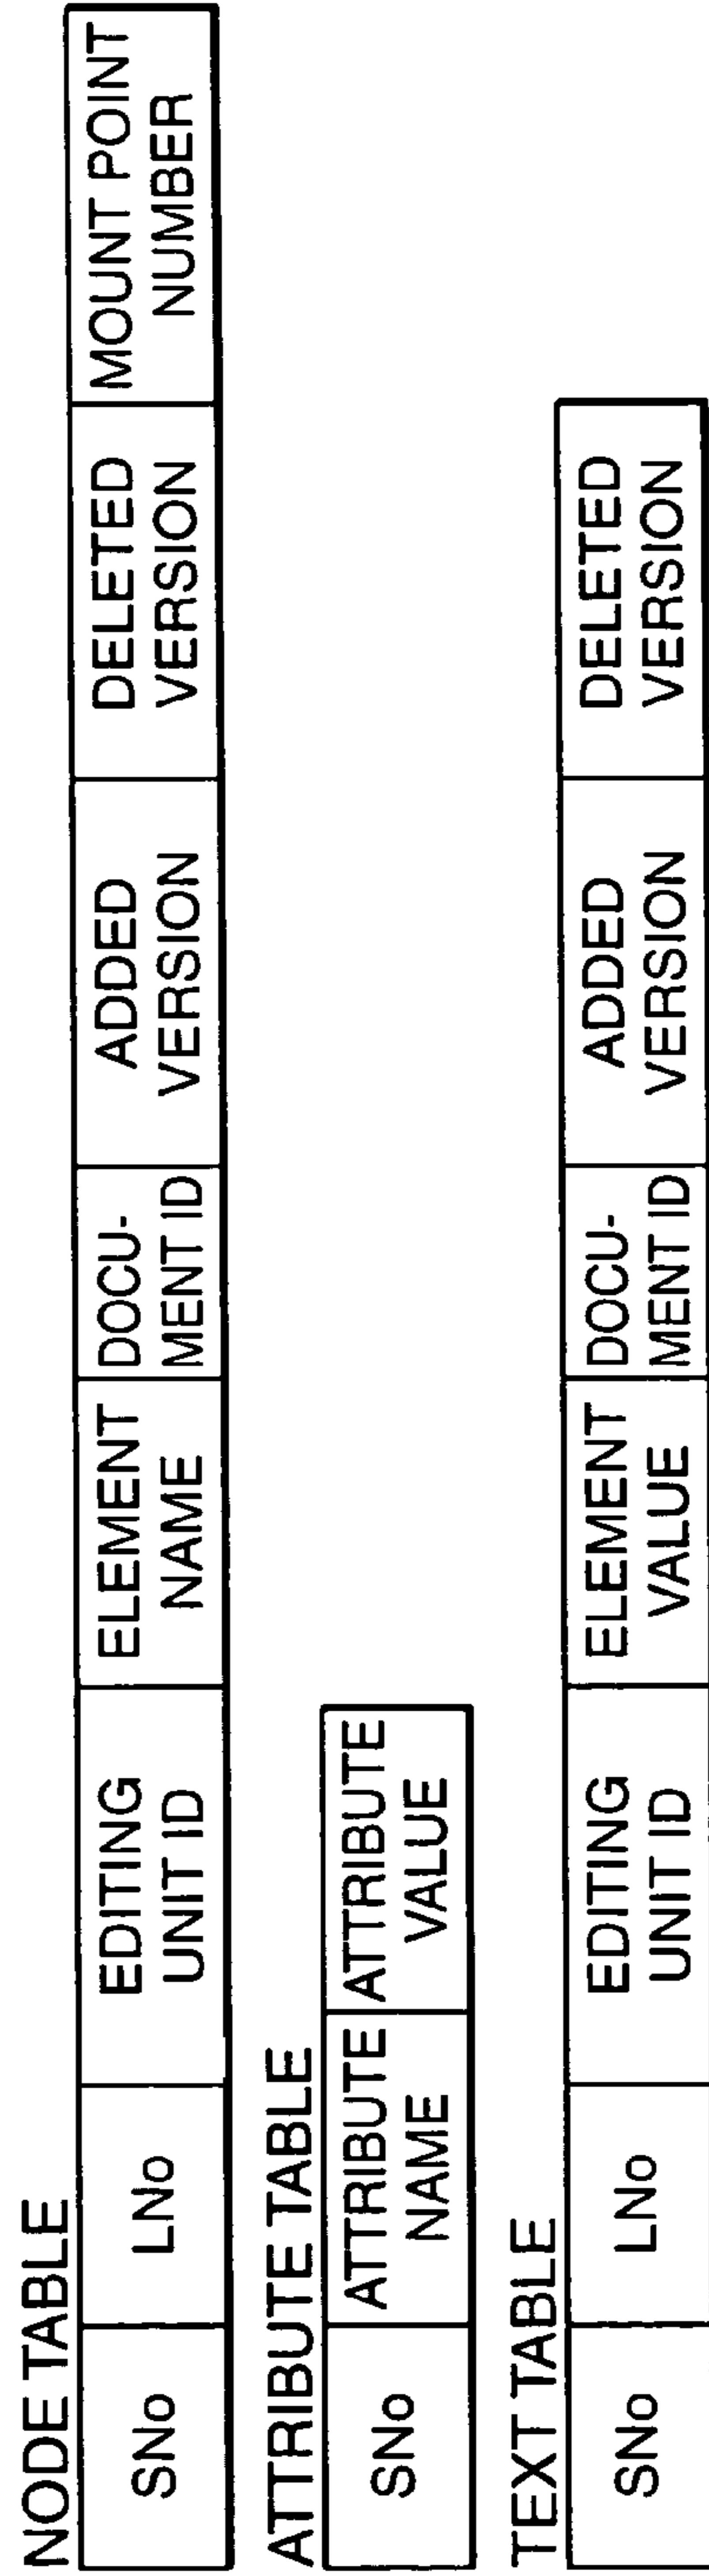 NODE TABLE
SNo
LNo
EDITING
UNIT ID
ELEMENT
NAME
DOCU-
MENT ID
ADDED
VERSION
DELETED
VERSION
MOUNT POINT
NUMBER
ATTRIBUTE TABLE
SNo
ATTRIBUTE
NAME
ATTRIBUTE
VALUE
TEXT TABLE
SNo
LNo
EDITING
UNIT ID
ELEMENT
VALUE
DOCU-
MENT ID
ADDED
VERSION
DELETED
VERSION